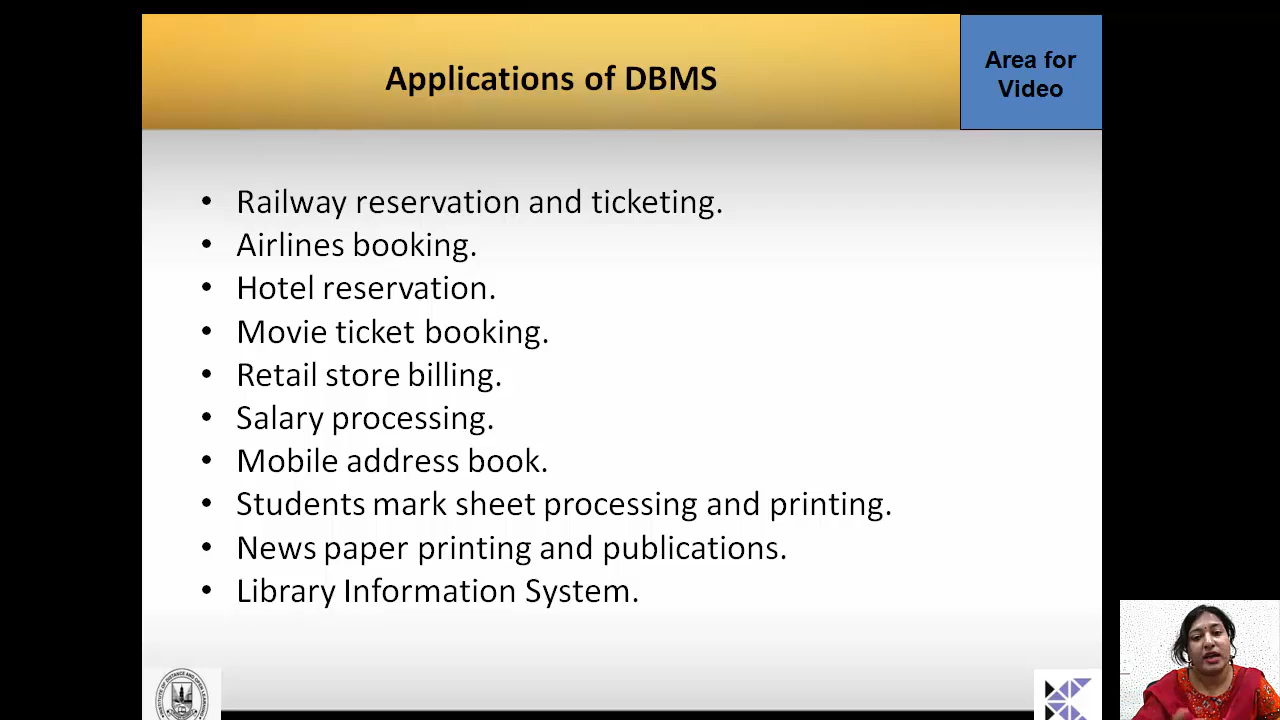 Applications of DBMS
Area for
Video
• Railway reservation and ticketing.
• Airlines booking.
• Hotel reservation.
• Movie ticket booking.
• Retail store billing.
• Salary processing.
• Mobile address book.
• Students mark sheet processing and printing.
• News paper printing and publications.
• Library Information System.